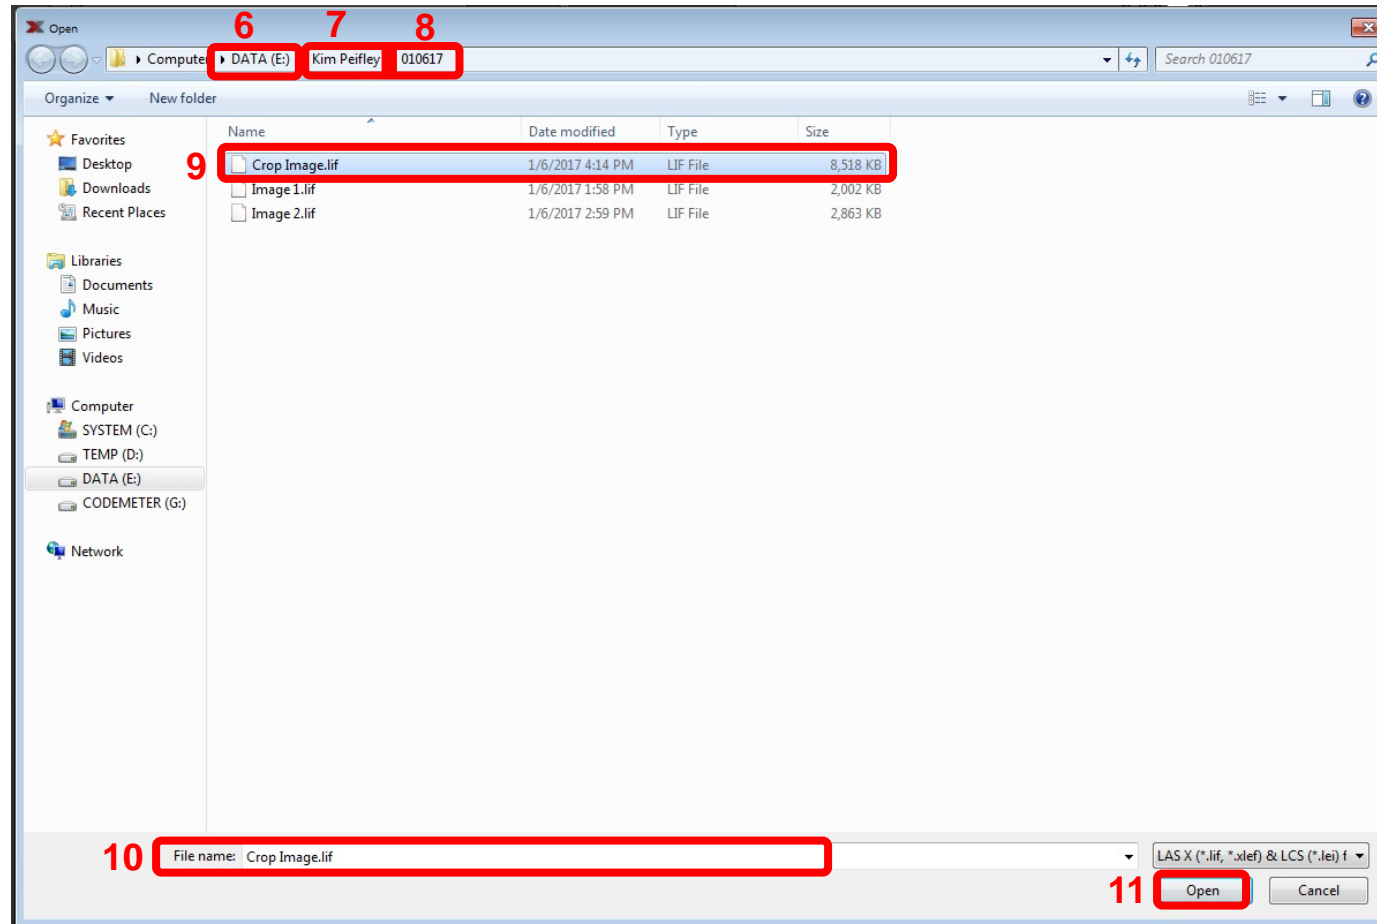 6 7 8
Open
Computer DATA (E:) Kim Peifley 010617 Search 010617
Organize New folder
Name Date modified Type Size
Favorites
Desktop
Downloads
Recent Places
Libraries
Documents
Music
Pictures
Videos
Computer
SYSTEM (C:)
TEMP (D:)
DATA (E:)
CODEMETER (G:)
Network
9 Crop Image.lif 1/6/2017 4:14 PM LIF File 8,518 KB
Image 1.lif 1/6/2017 1:58 PM LIF File 2,002 KB
Image 2.lif 1/6/2017 2:59 PM LIF File 2,863 KB
10 File name: Crop Image.lif LAS X (*.lif, *.xlef) & LCS (*.lei) f
11 Open Cancel